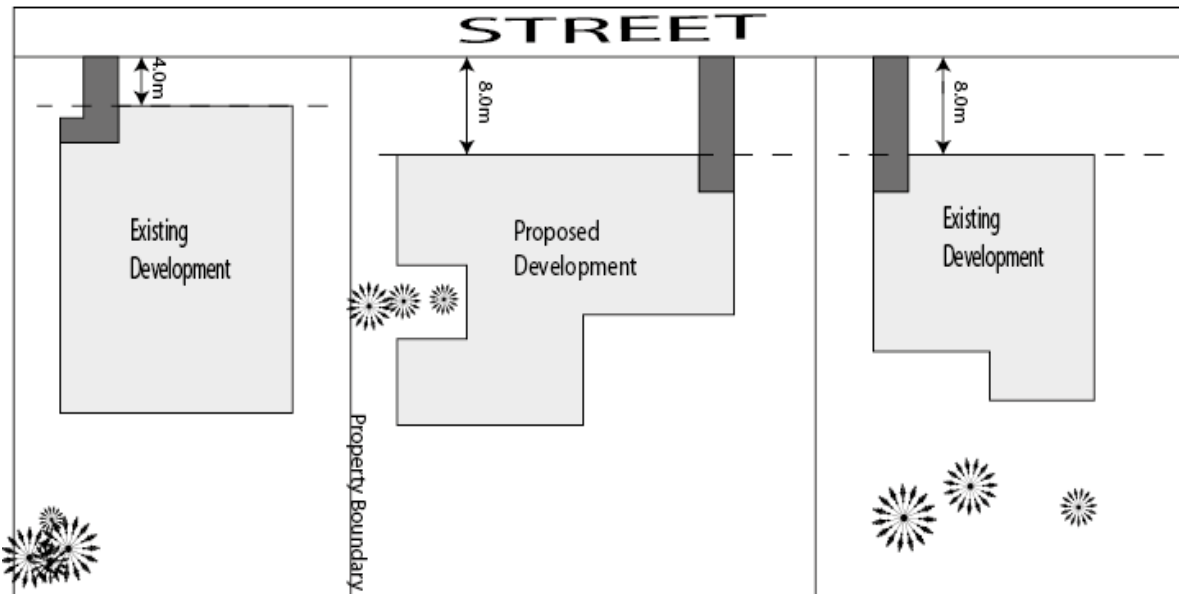 STREET
4.0m
8.0m
8.0m
Existing
Development
Proposed
Development
Existing
Development
Property Boundary